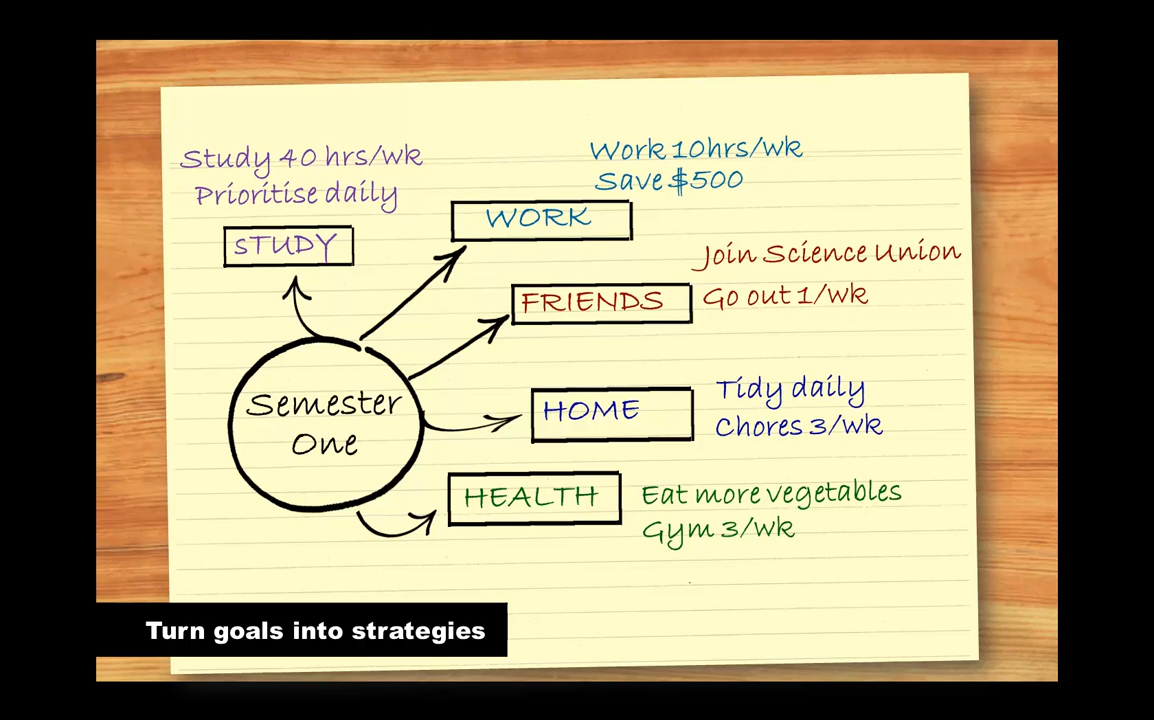 Study 40 hrs/wk
Prioritise daily
STUDY
Work 10hrs/wk
Save $500
WORK
Join Science Union
Go out 1/wk
FRIENDS
Semester
One
HOME
Tidy daily
Chores 3/wk
HEALTH
Eat more vegetables
Gym 3/wk
Turn goals into strategies